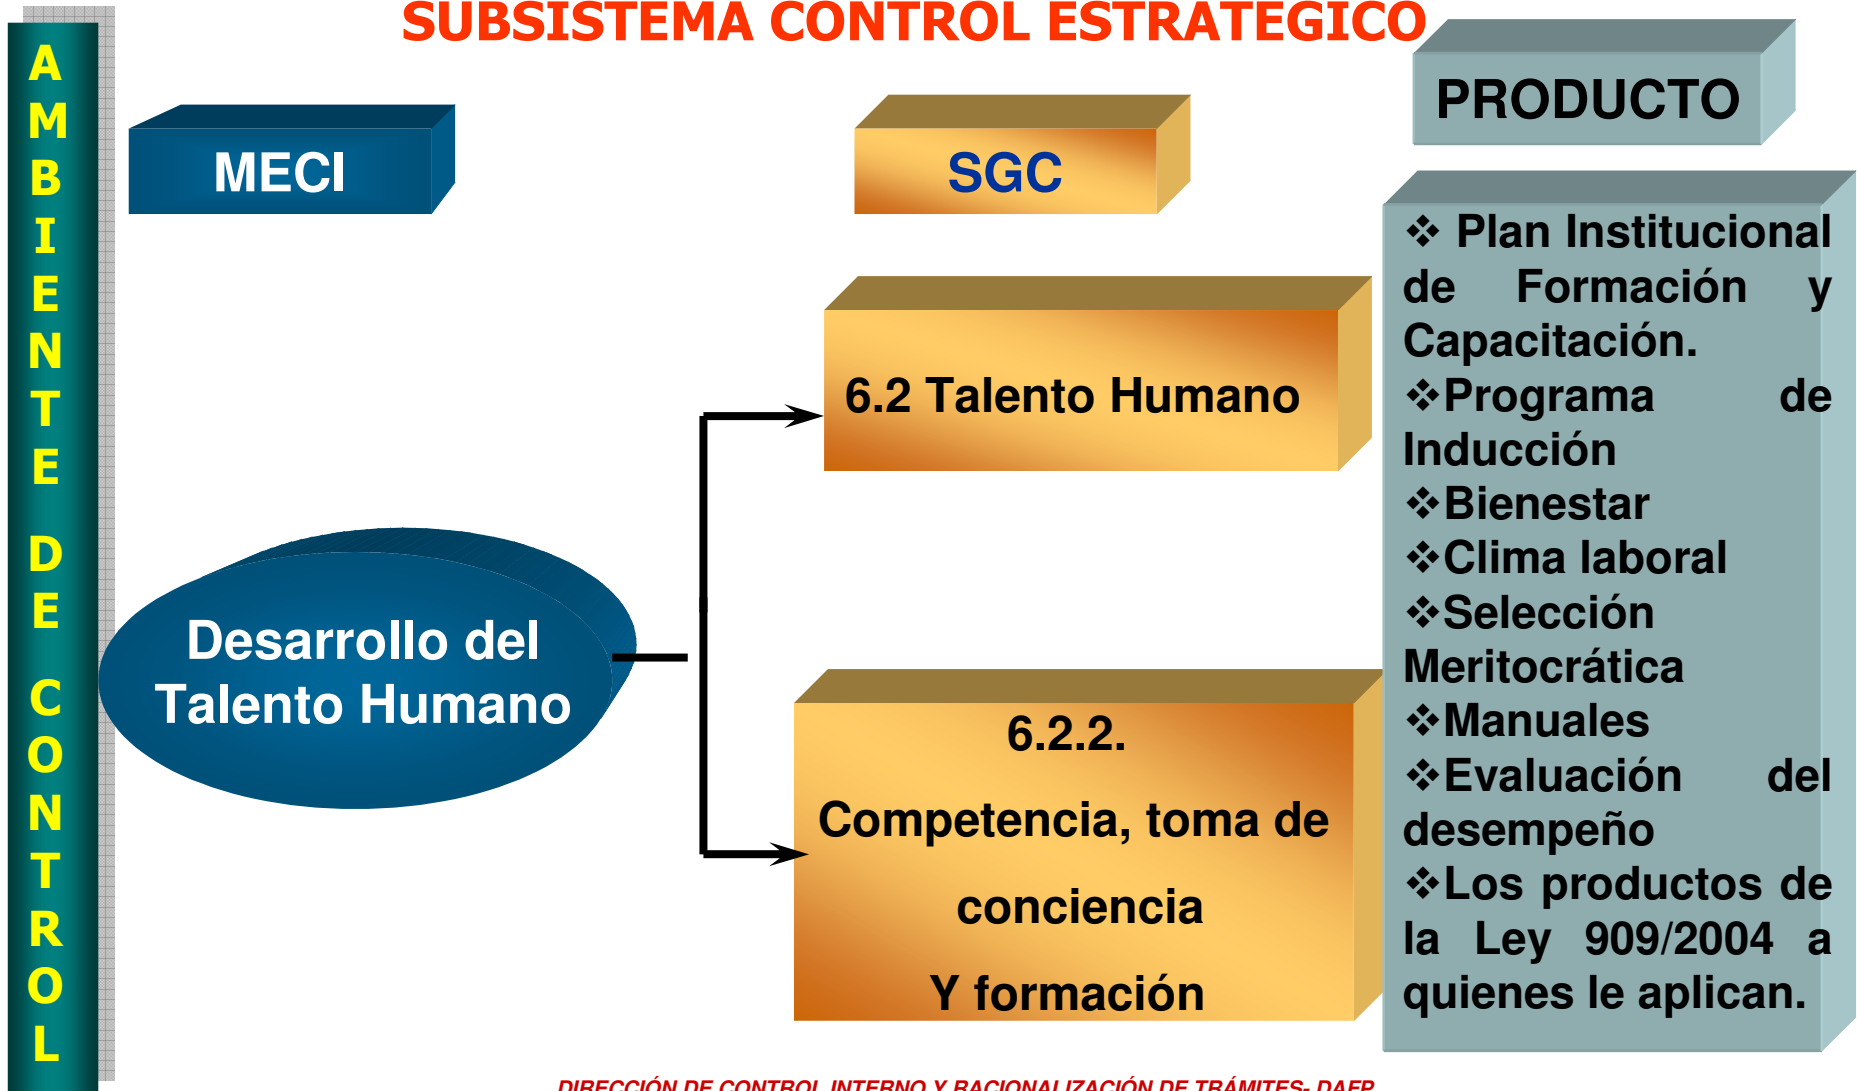 SUBSISTEMA CONTROL ESTRATEGICO
AMBIENTE DE CONTROL
MECI
SGC
PRODUCTO
Desarrollo del
Talento Humano
6.2 Talento Humano
6.2.2.
Competencia, toma de
conciencia
Y formación
❖ Plan Institucional
de Formación y
Capacitación.
❖Programa de
Inducción
❖Bienestar
❖Clima laboral
❖Selección
Meritocrática
❖Manuales
❖Evaluación del
desempeño
❖Los productos de
la Ley 909/2004 a
quienes le aplican.
DIRECCIÓN DE CONTROL INTERNO Y RACIONALIZACIÓN DE TRÁMITES- DAFP